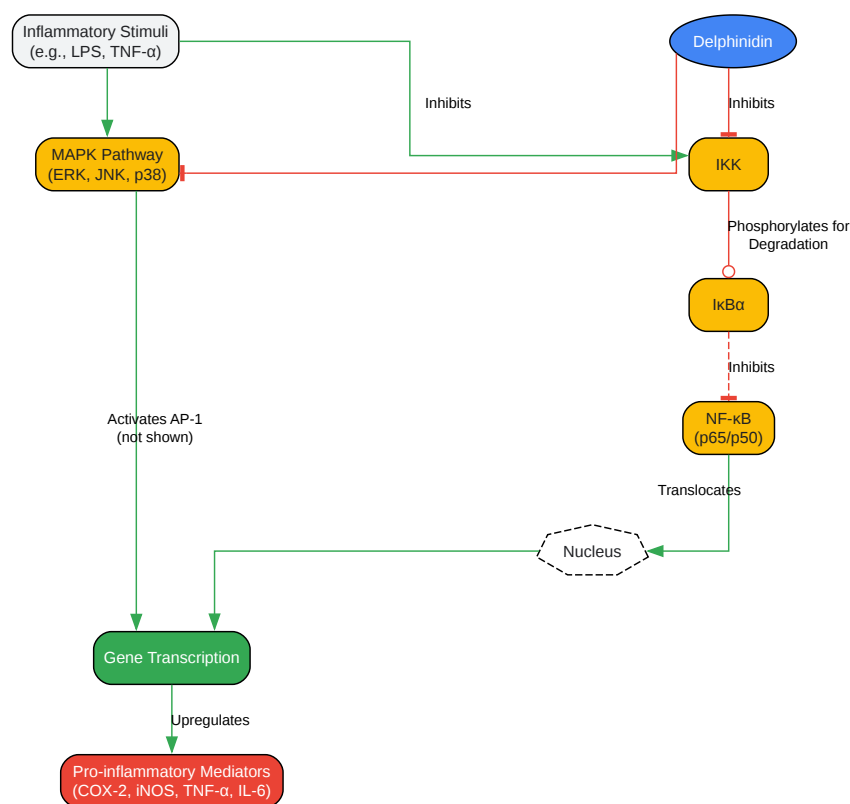 Inflammatory Stimuli
(e.g., LPS, TNF-α)
Delphinidin
Inhibits
Inhibits
MAPK Pathway
(ERK, JNK, p38)
IKK
Phosphorylates for
Degradation
IκBα
Inhibits
Activates AP-1
(not shown)
NF-κB
(p65/p50)
Translocates
Nucleus
Gene Transcription
Upregulates
Pro-inflammatory Mediators
(COX-2, iNOS, TNF-α, IL-6)